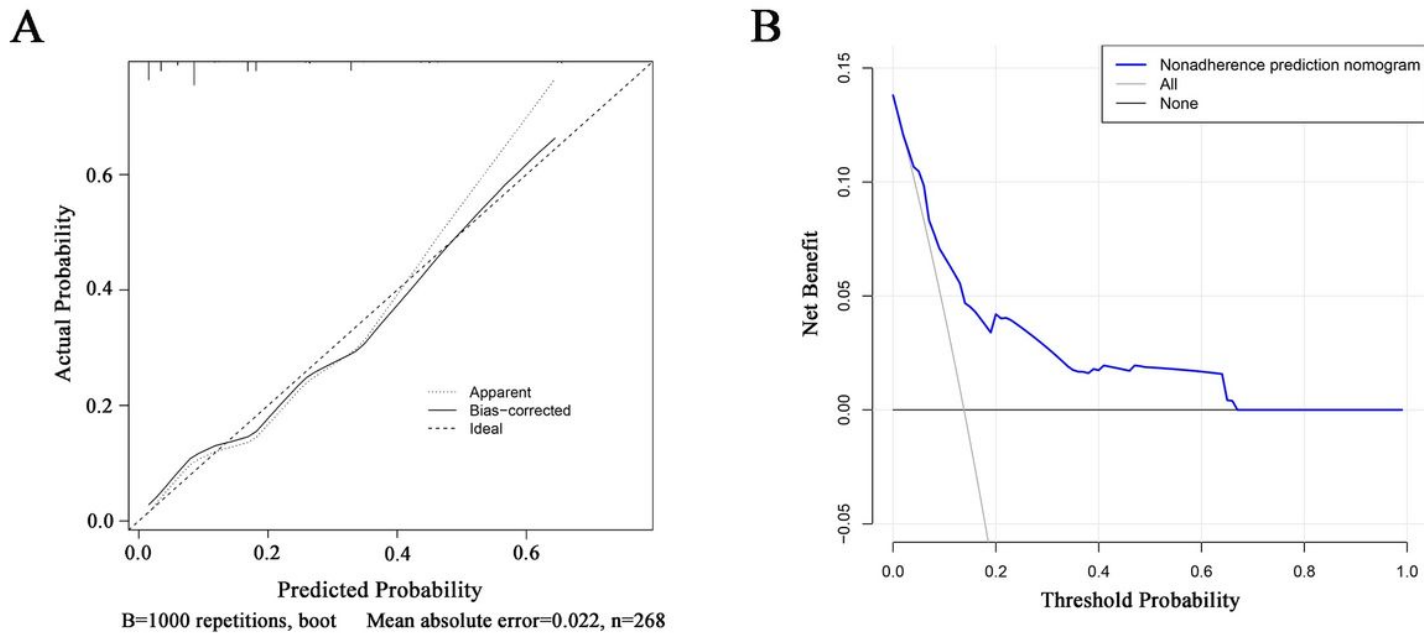 A
Actual Probability
0.6
0.4
0.2
0.0
Apparent
Bias-corrected
Ideal
0.0 0.2 0.4 0.6
Predicted Probability
B=1000 repetitions, boot Mean absolute error=0.022, n=268
B
Net Benefit
0.15
0.10
0.05
0.00
−0.05
Nonadherence prediction nomogram
All
None
0.0 0.2 0.4 0.6 0.8 1.0
Threshold Probability